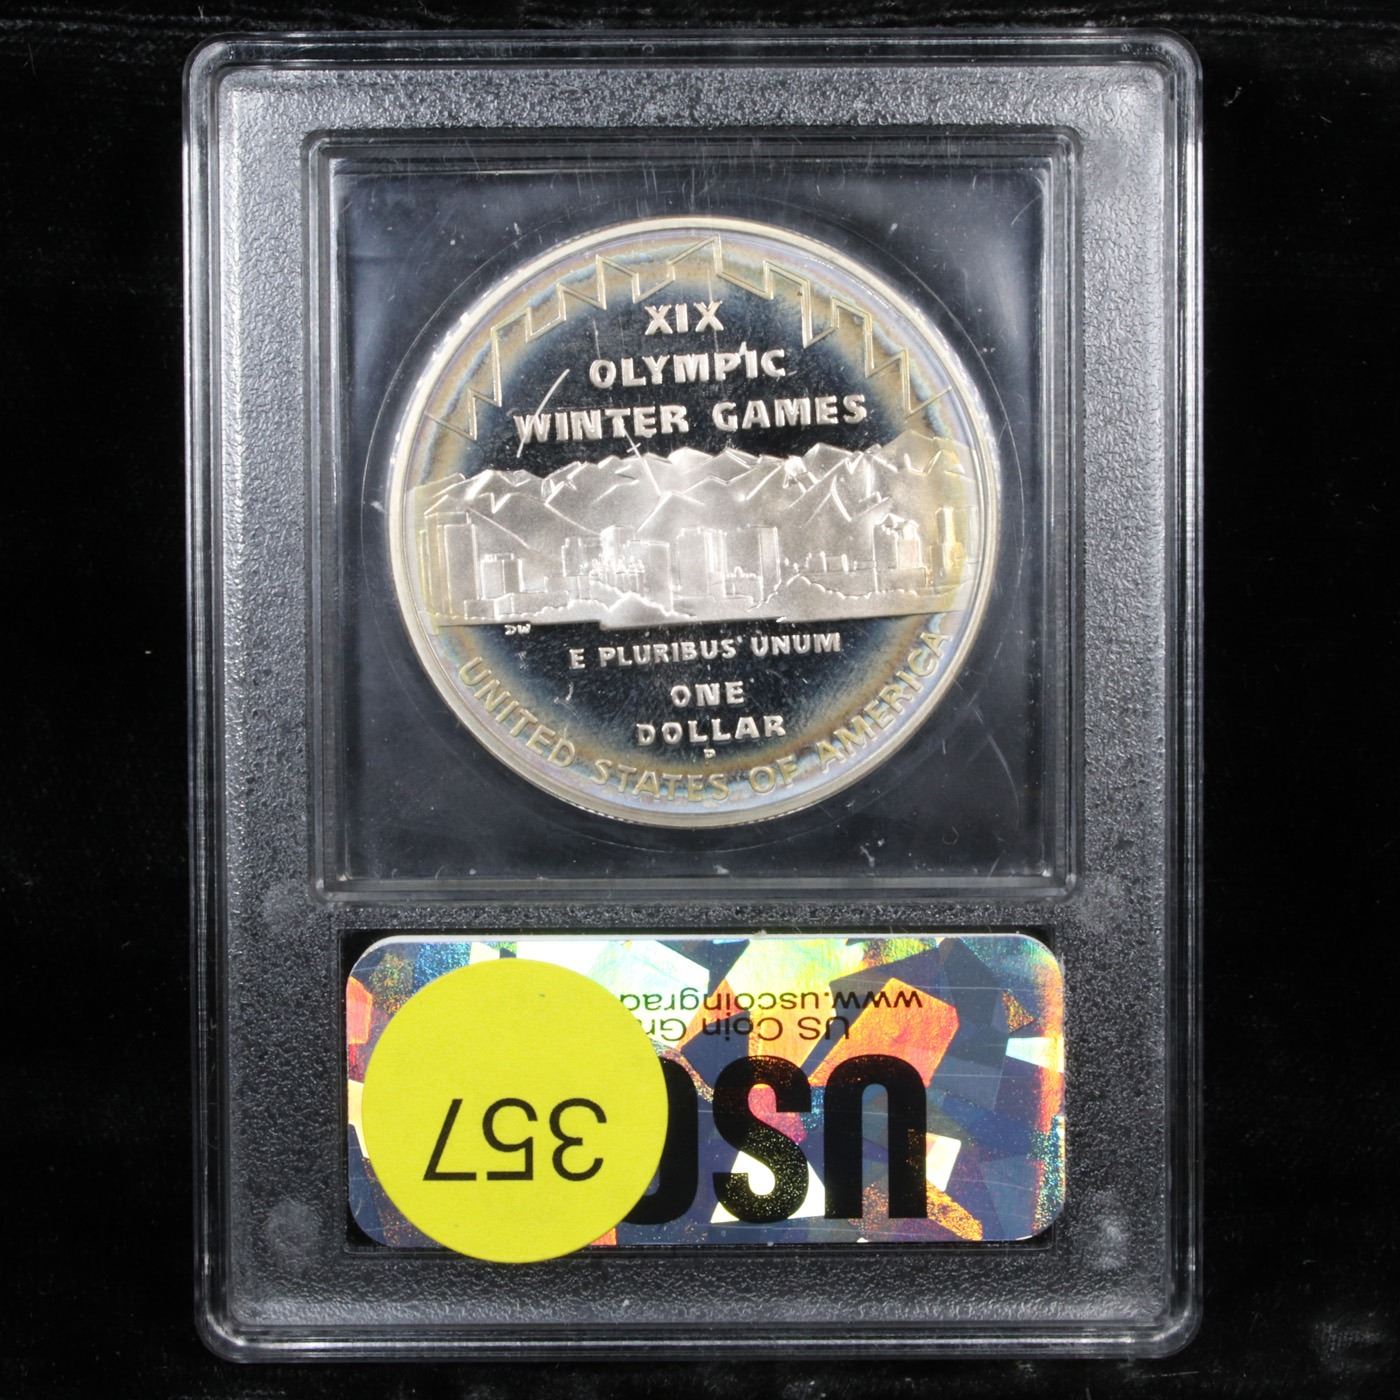 XIX
OLYMPIC
WINTER GAMES
DW
E PLURIBUS UNUM
ONE
DOLLAR
D
UNITED STATES OF AMERICA
www.uscoingrad
US Coin Gr
USC
357